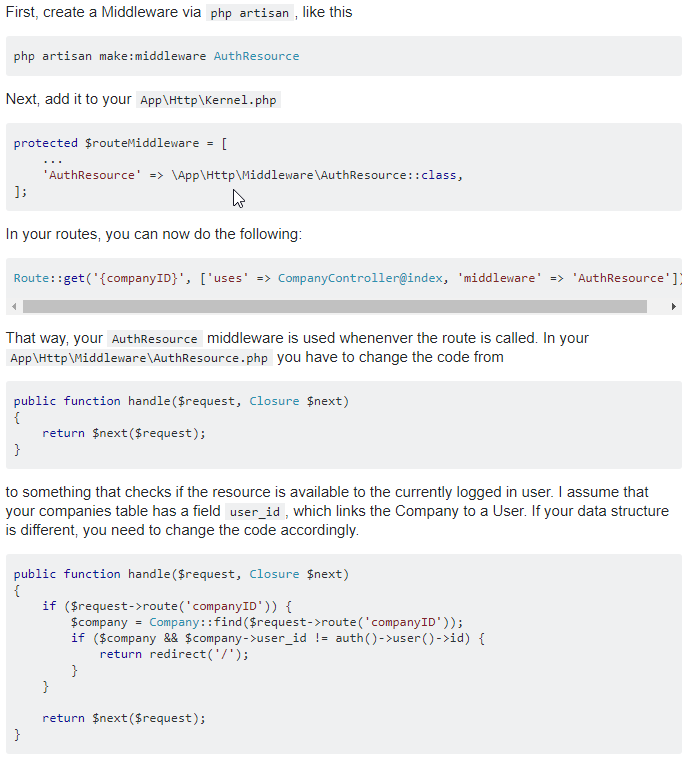 First, create a Middleware via php artisan , like this
php artisan make:middleware AuthResource
Next, add it to your App\Http\Kernel.php
protected $routeMiddleware = [
    ...
    'AuthResource' => \App\Http\Middleware\AuthResource::class,
];
In your routes, you can now do the following:
Route::get('{companyID}', ['uses' => CompanyController@index, 'middleware' => 'AuthResource'])
That way, your AuthResource middleware is used whenenver the route is called. In your
App\Http\Middleware\AuthResource.php you have to change the code from
public function handle($request, Closure $next)
{
    return $next($request);
}
to something that checks if the resource is available to the currently logged in user. I assume that
your companies table has a field user_id , which links the Company to a User. If your data structure
is different, you need to change the code accordingly.
public function handle($request, Closure $next)
{
    if ($request->route('companyID')) {
        $company = Company::find($request->route('companyID'));
        if ($company && $company->user_id != auth()->user()->id) {
            return redirect('/');
        }
    }

    return $next($request);
}